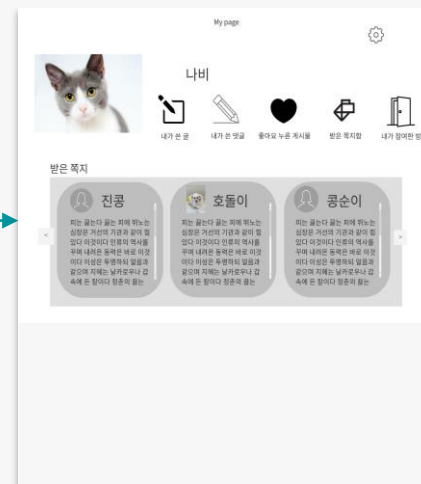 My page
나비
내가 쓴 글
내가 쓴 댓글
좋아요 누른 게시물
받은 쪽지함
내가 참여한 방
받은 쪽지
진콩
피는 끓는다 끓는 피에 뛰노는
심장은 거선의 기관과 같이 힘
있다 이것이다 인류의 역사를
꾸며 내려온 동력은 바로 이것
이다 이성은 투명하되 얼음과
같으며 지혜는 날카로우나 갑
속에 든 칼이다 청춘의 끓는
호돌이
피는 끓는다 끓는 피에 뛰노는
심장은 거선의 기관과 같이 힘
있다 이것이다 인류의 역사를
꾸며 내려온 동력은 바로 이것
이다 이성은 투명하되 얼음과
같으며 지혜는 날카로우나 갑
속에 든 칼이다 청춘의 끓는
콩순이
피는 끓는다 끓는 피에 뛰노는
심장은 거선의 기관과 같이 힘
있다 이것이다 인류의 역사를
꾸며 내려온 동력은 바로 이것
이다 이성은 투명하되 얼음과
같으며 지혜는 날카로우나 갑
속에 든 칼이다 청춘의 끓는